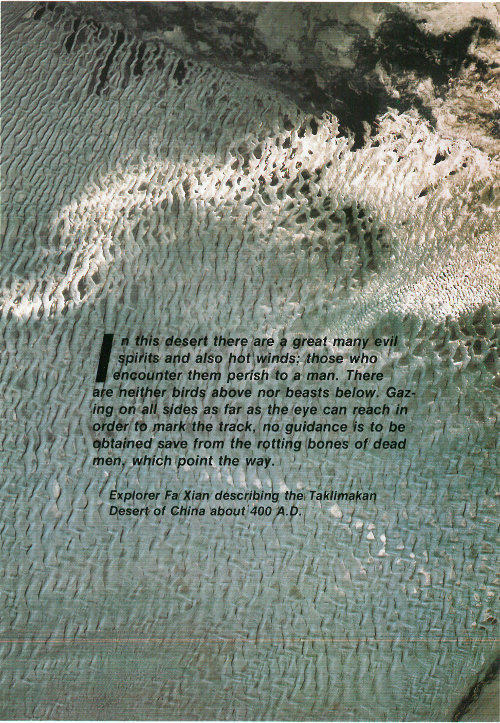 In this desert there are a great many evil
spirits and also hot winds: those who
encounter them perish to a man. There
are neither birds above nor beasts below. Gaz-
ing on all sides as far as the eye can reach in
order to mark the track, no guidance is to be
obtained save from the rotting bones of dead
men, which point the way.
Explorer Fa Xian describing the Taklimakan
Desert of China about 400 A.D.